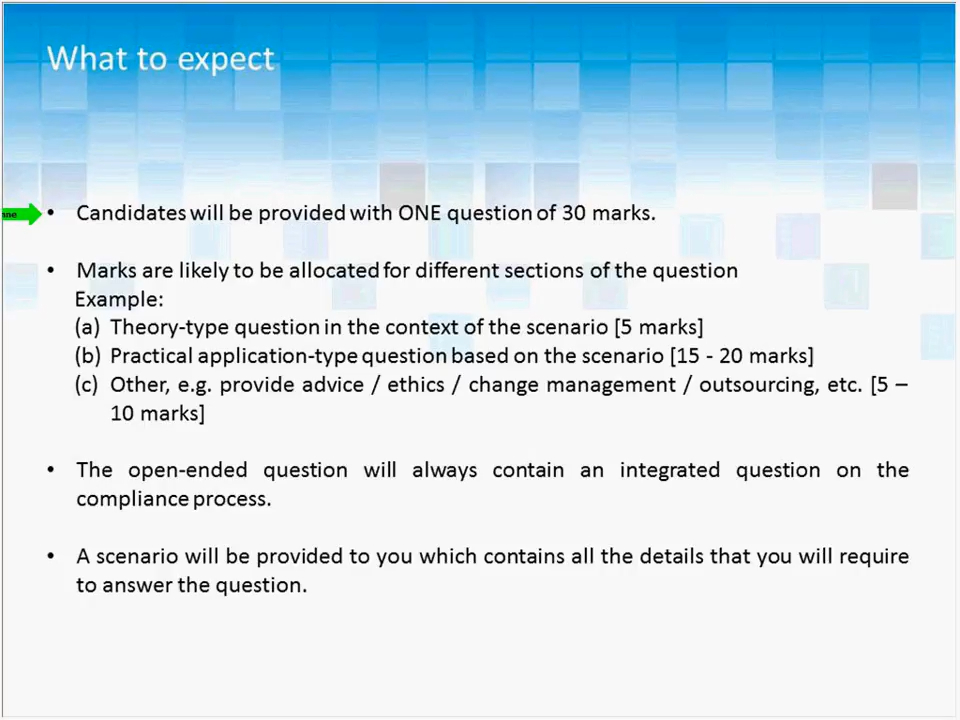 What to expect
• Candidates will be provided with ONE question of 30 marks.
• Marks are likely to be allocated for different sections of the question
Example:
(a) Theory-type question in the context of the scenario [5 marks]
(b) Practical application-type question based on the scenario [15 - 20 marks]
(c) Other, e.g. provide advice / ethics / change management / outsourcing, etc. [5 –
10 marks]
• The open-ended question will always contain an integrated question on the
compliance process.
• A scenario will be provided to you which contains all the details that you will require
to answer the question.